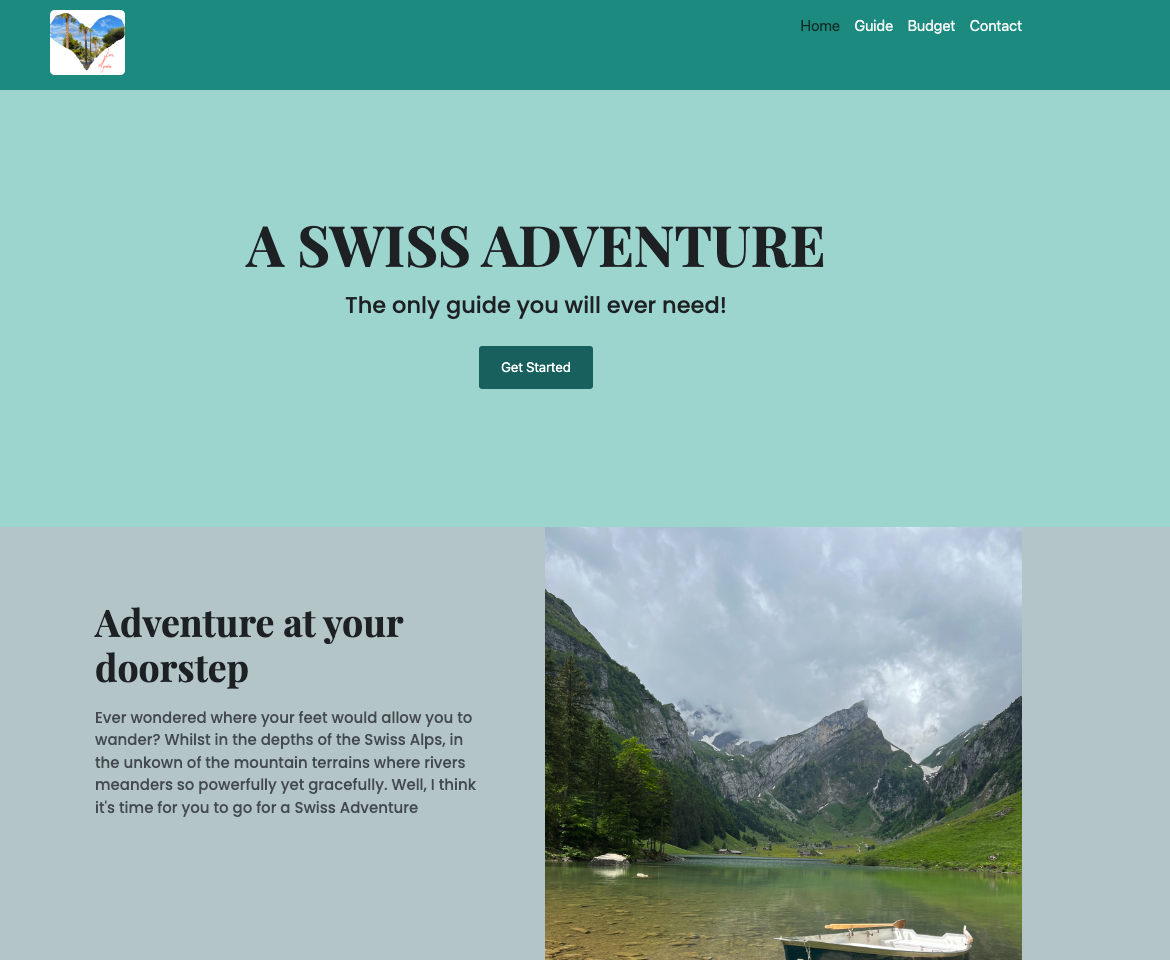 Home Guide Budget Contact
A SWISS ADVENTURE
The only guide you will ever need!
Get Started
Adventure at your
doorstep
Ever wondered where your feet would allow you to
wander? Whilst in the depths of the Swiss Alps, in
the unkown of the mountain terrains where rivers
meanders so powerfully yet gracefully. Well, I think
it's time for you to go for a Swiss Adventure